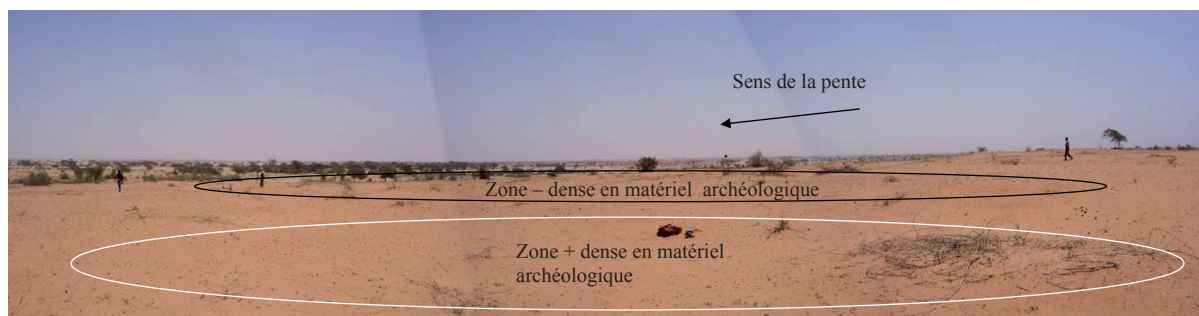 Sens de la pente
Zone – dense en matériel archéologique
Zone + dense en matériel
archéologique